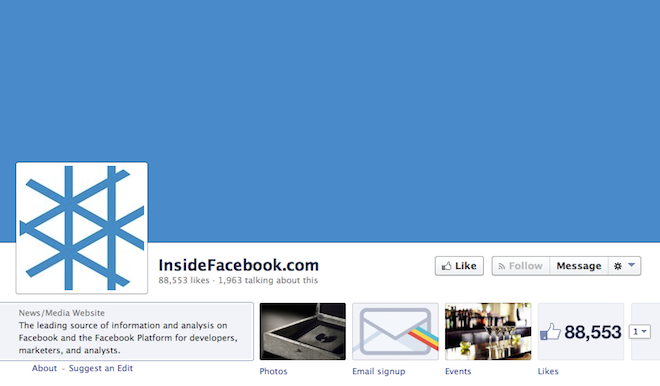 InsideFacebook.com
88,553 likes · 1,963 talking about this
Like
Follow
Message
News/Media Website
The leading source of information and analysis on
Facebook and the Facebook Platform for developers,
marketers, and analysts.
About - Suggest an Edit
Photos
Email signup
Events
88,553
Likes
1